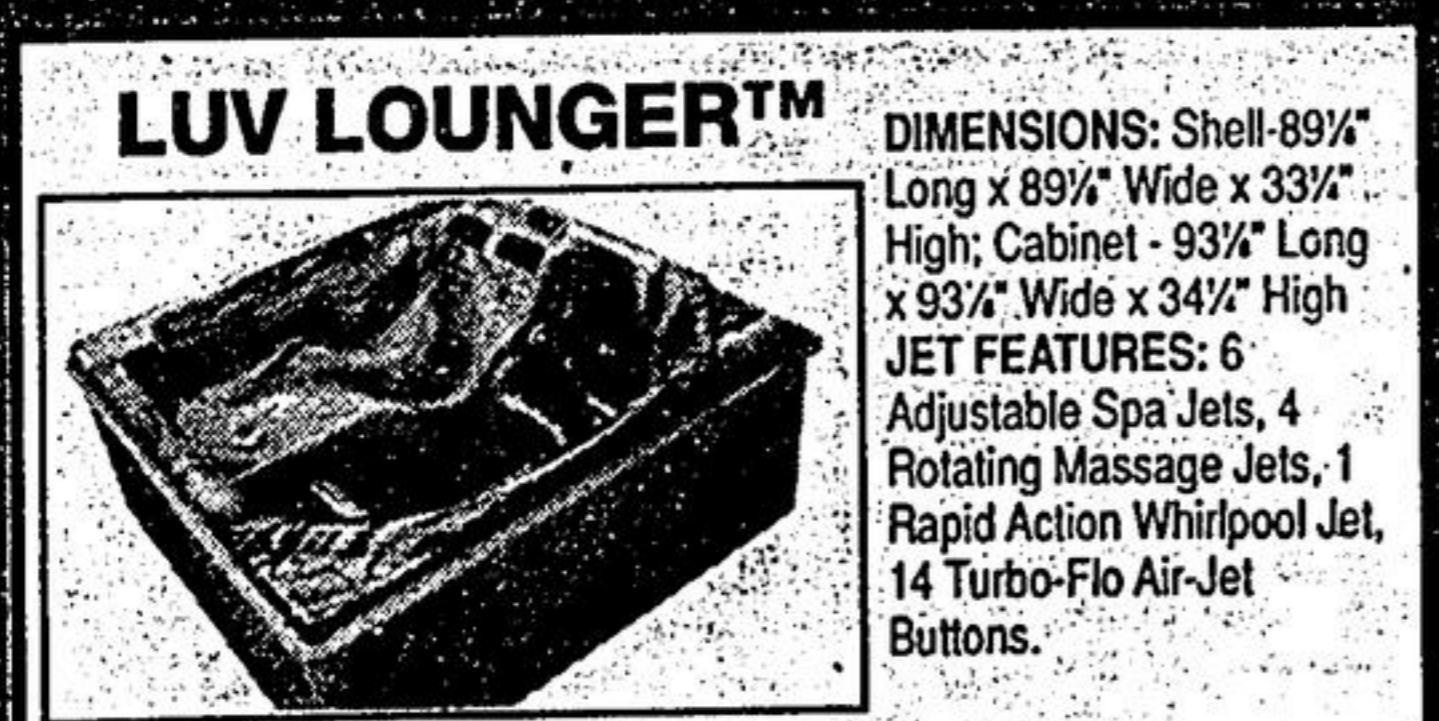 LUV LOUNGER™
DIMENSIONS: Shell-89¼"
Long x 89¼" Wide x 33¼"
High; Cabinet - 93¼" Long
x 93¼" Wide x 34¼" High
JET FEATURES: 6
Adjustable Spa Jets, 4
Rotating Massage Jets, 1
Rapid Action Whirlpool Jet,
14 Turbo-Flo Air-Jet
Buttons.